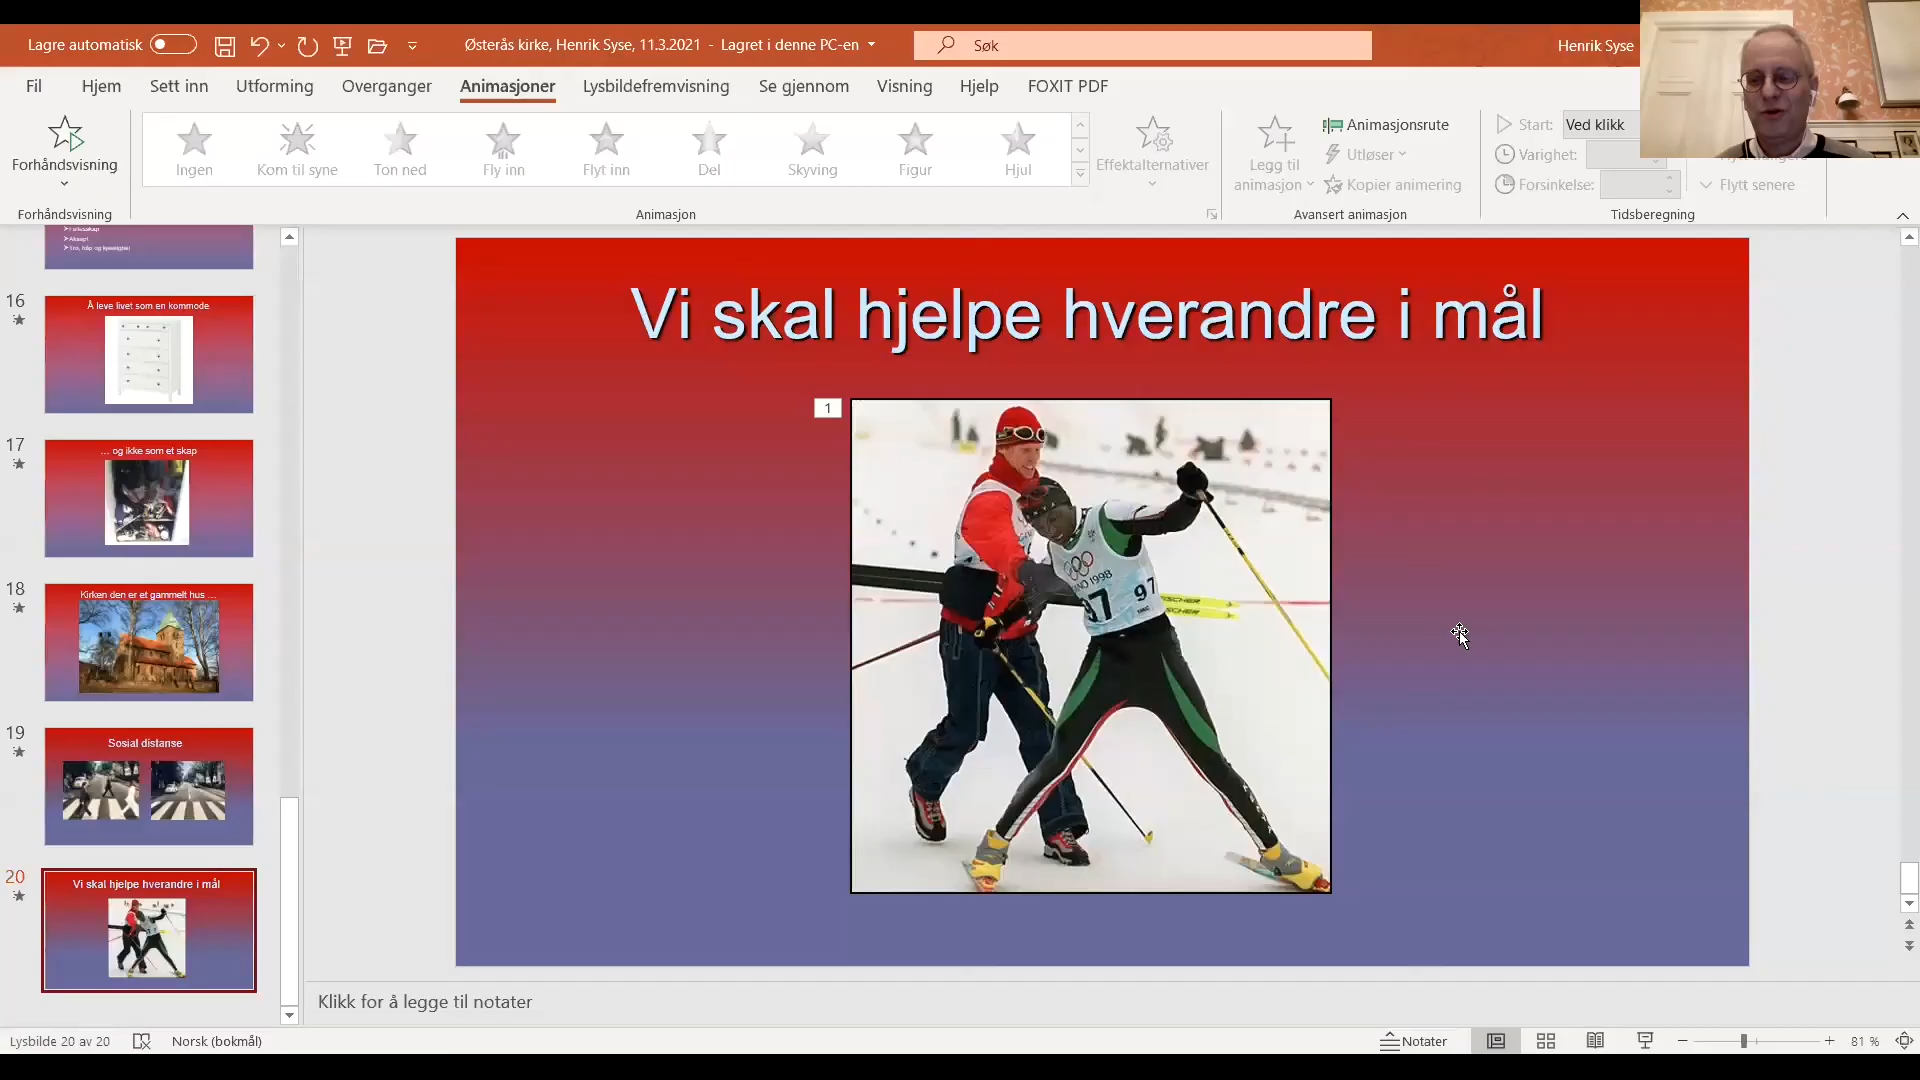 Lagre automatisk
Østerås kirke, Henrik Syse, 11.3.2021 - Lagret i denne PC-en
Søk
Henrik Syse
Fil Hjem Sett inn Utforming Overganger Animasjoner Lysbildefremvisning Se gjennom Visning Hjelp FOXIT PDF
Forhåndsvisning
Ingen Kom til syne Ton ned Fly inn Flyt inn Del Skyving Figur Hjul
Effektalternativer
Legg til animasjon
Animasjonsrute
Utløser
Kopier animering
Start: Ved klikk
Varighet:
Forsinkelse:
Flytt senere
Forhåndsvisning
Animasjon
Avansert animasjon
Tidsberegning
16
Å leve livet som en kommode
17
... og ikke som et skap
18
Kirken den er et gammelt hus ...
19
Sosial distanse
20
Vi skal hjelpe hverandre i mål
Vi skal hjelpe hverandre i mål
1
1998
97
97
FISCHER
FISCHER
Klikk for å legge til notater
Lysbilde 20 av 20
Norsk (bokmål)
Notater
81 %